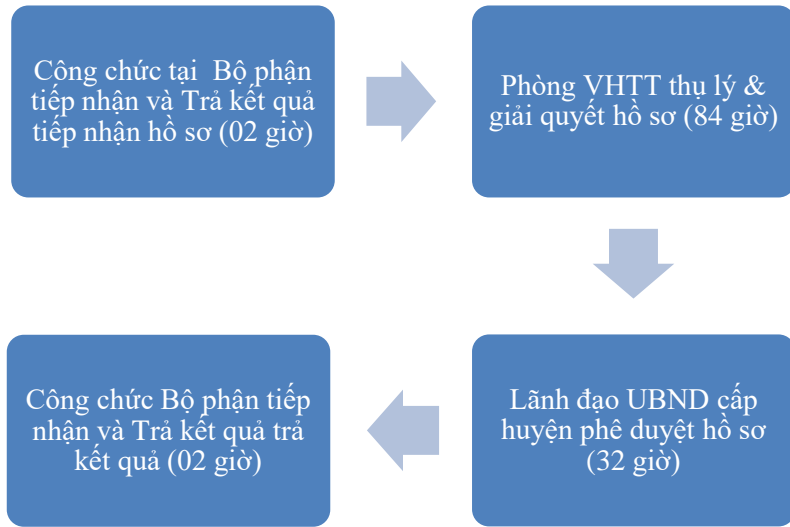 Công chức tại Bộ phận
tiếp nhận và Trả kết quả
tiếp nhận hồ sơ (02 giờ)
Phòng VHTT thụ lý &
giải quyết hồ sơ (84 giờ)
Lãnh đạo UBND cấp
huyện phê duyệt hồ sơ
(32 giờ)
Công chức Bộ phận tiếp
nhận và Trả kết quả trả
kết quả (02 giờ)